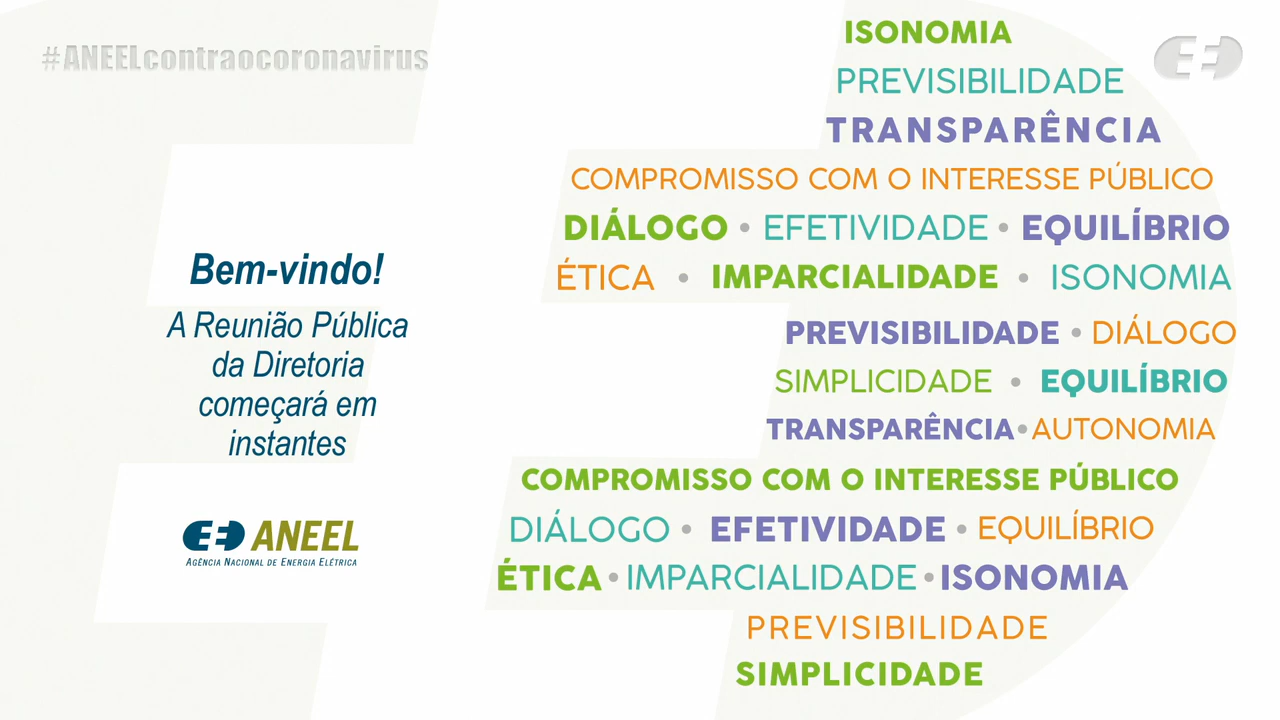 #ANEELcontraocoronavirus
Bem-vindo!
A Reunião Pública
da Diretoria
começará em
instantes
ANEEL
AGÊNCIA NACIONAL DE ENERGIA ELÉTRICA
ISONOMIA
PREVISIBILIDADE
TRANSPARÊNCIA
COMPROMISSO COM O INTERESSE PÚBLICO
DIÁLOGO • EFETIVIDADE • EQUILÍBRIO
ÉTICA • IMPARCIALIDADE • ISONOMIA
PREVISIBILIDADE • DIÁLOGO
SIMPLICIDADE • EQUILÍBRIO
TRANSPARÊNCIA • AUTONOMIA
COMPROMISSO COM O INTERESSE PÚBLICO
DIÁLOGO • EFETIVIDADE • EQUILÍBRIO
ÉTICA • IMPARCIALIDADE • ISONOMIA
PREVISIBILIDADE
SIMPLICIDADE